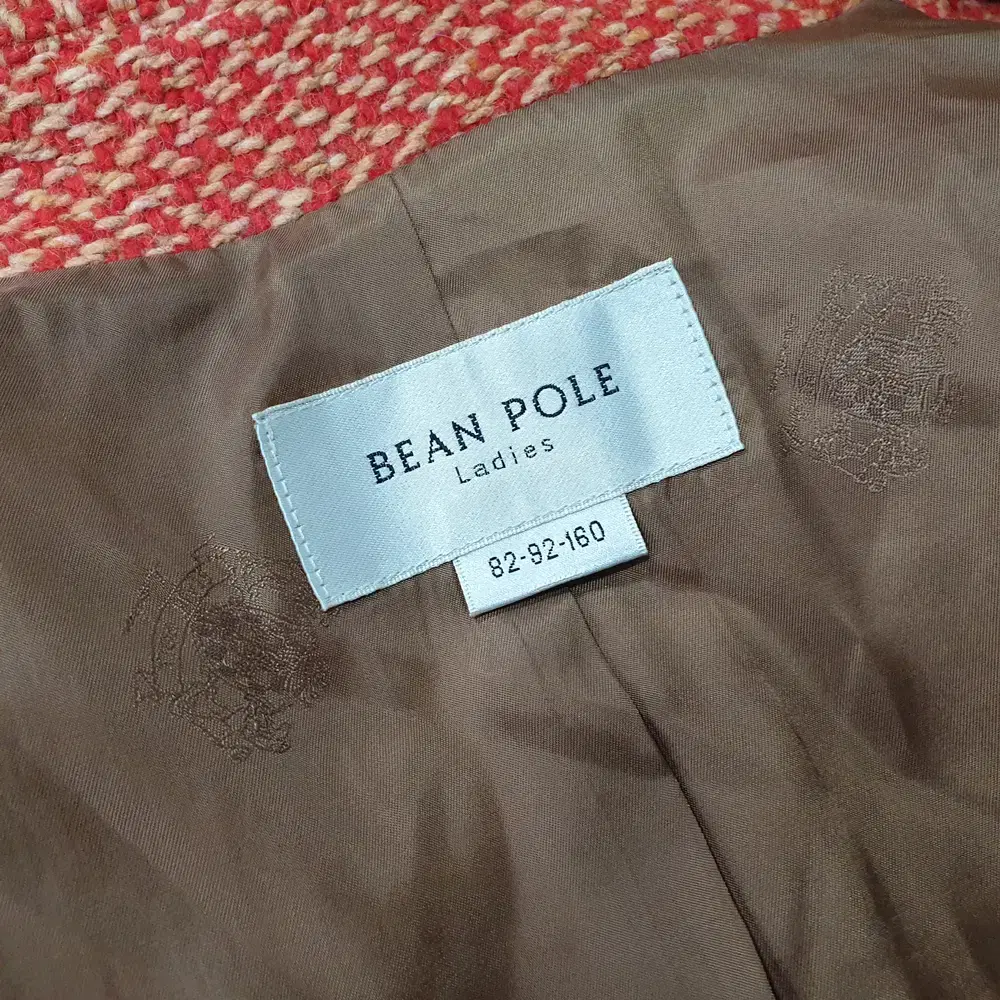 BEAN POLE
Ladies
82-92-160